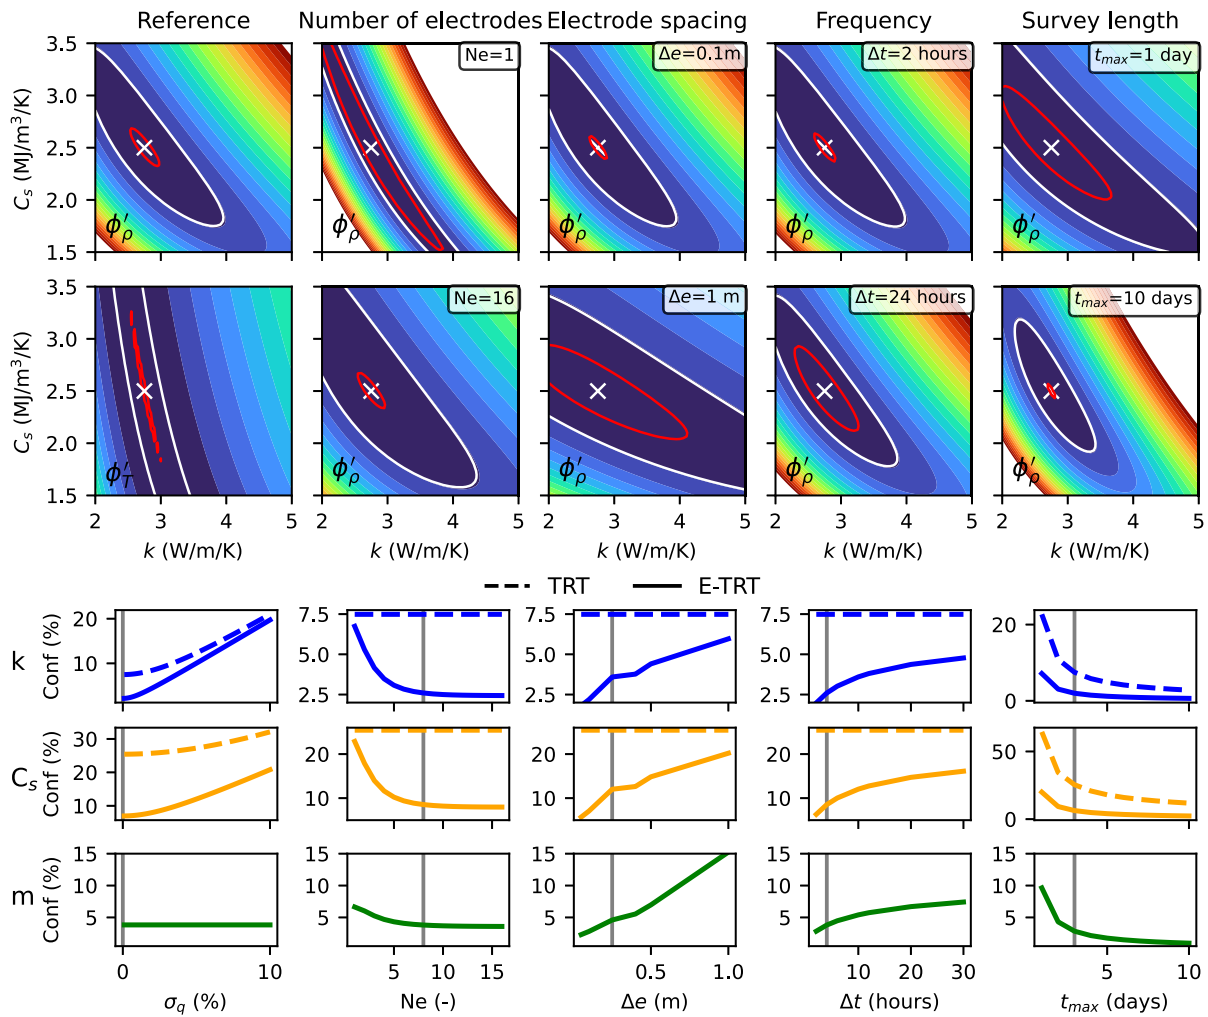 Reference Number of electrodes Electrode spacing Frequency Survey length
3.5 3.0 2.5 2.0 1.5
C_s (MJ/m³/K)
ϕ′_ρ
Ne=1
ϕ′_ρ
Δe=0.1m
ϕ′_ρ
Δt=2 hours
ϕ′_ρ
t_max=1 day
ϕ′_ρ
3.5 3.0 2.5 2.0 1.5
C_s (MJ/m³/K)
ϕ′_T
Ne=16
ϕ′_ρ
Δe=1 m
ϕ′_ρ
Δt=24 hours
ϕ′_ρ
t_max=10 days
ϕ′_ρ
2 3 4 5 2 3 4 5 2 3 4 5 2 3 4 5 2 3 4 5
k (W/m/K) k (W/m/K) k (W/m/K) k (W/m/K) k (W/m/K)
TRT E-TRT
k
Conf (%)
20 10
7.5 5.0 2.5
7.5 5.0 2.5
7.5 5.0 2.5
20 0
C_s
Conf (%)
30 20 10
20 10
20 10
20 10
50 0
m
Conf (%)
15 10 5
15 10 5
15 10 5
15 10 5
15 10 5
0 10
σ_q (%)
5 10 15
Ne (-)
0.5 1.0
Δe (m)
10 20 30
Δt (hours)
5 10
t_max (days)